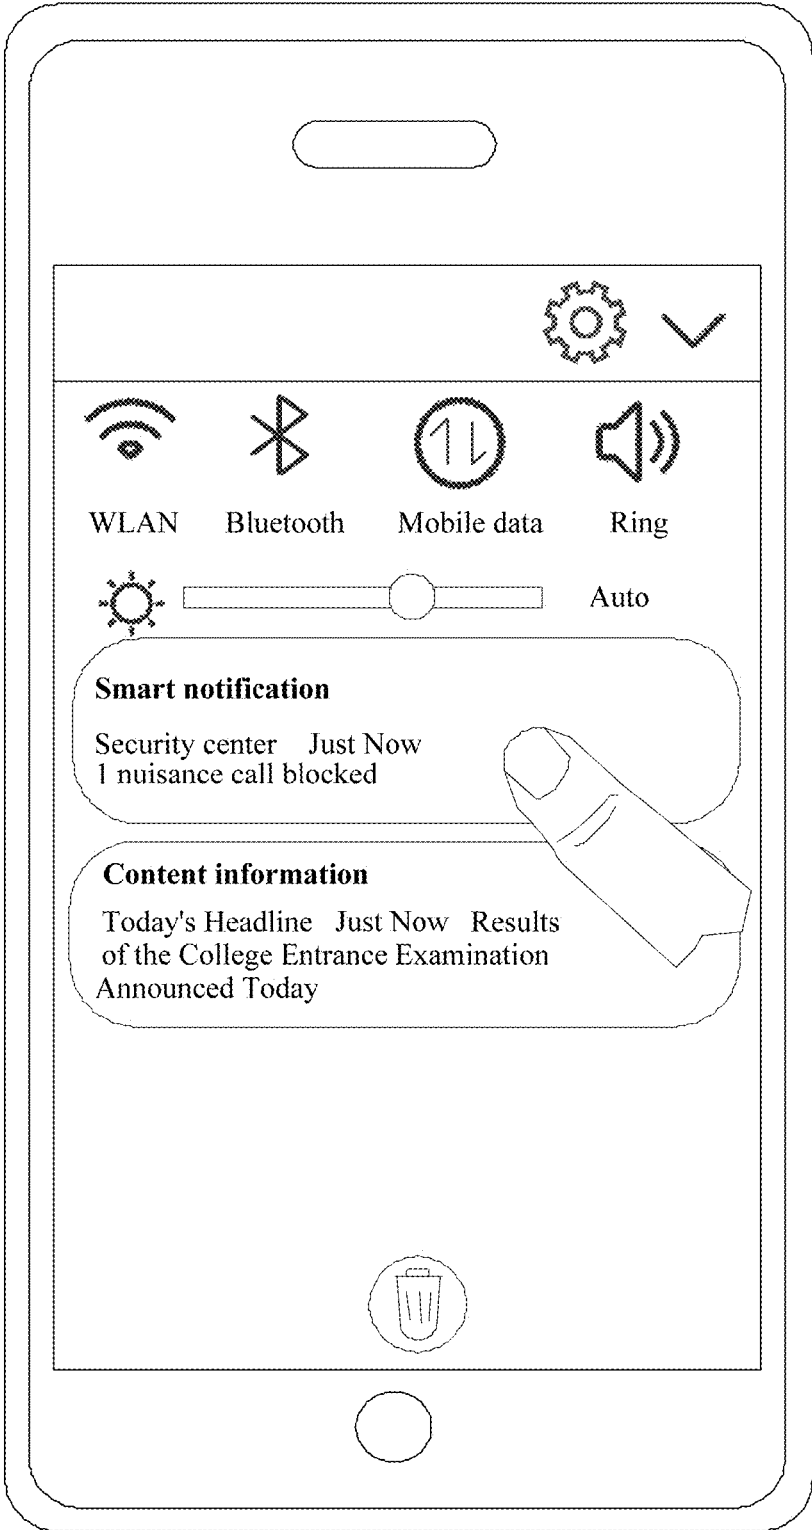 WLAN Bluetooth Mobile data Ring
Auto
Smart notification
Security center Just Now
1 nuisance call blocked
Content information
Today's Headline Just Now Results
of the College Entrance Examination
Announced Today